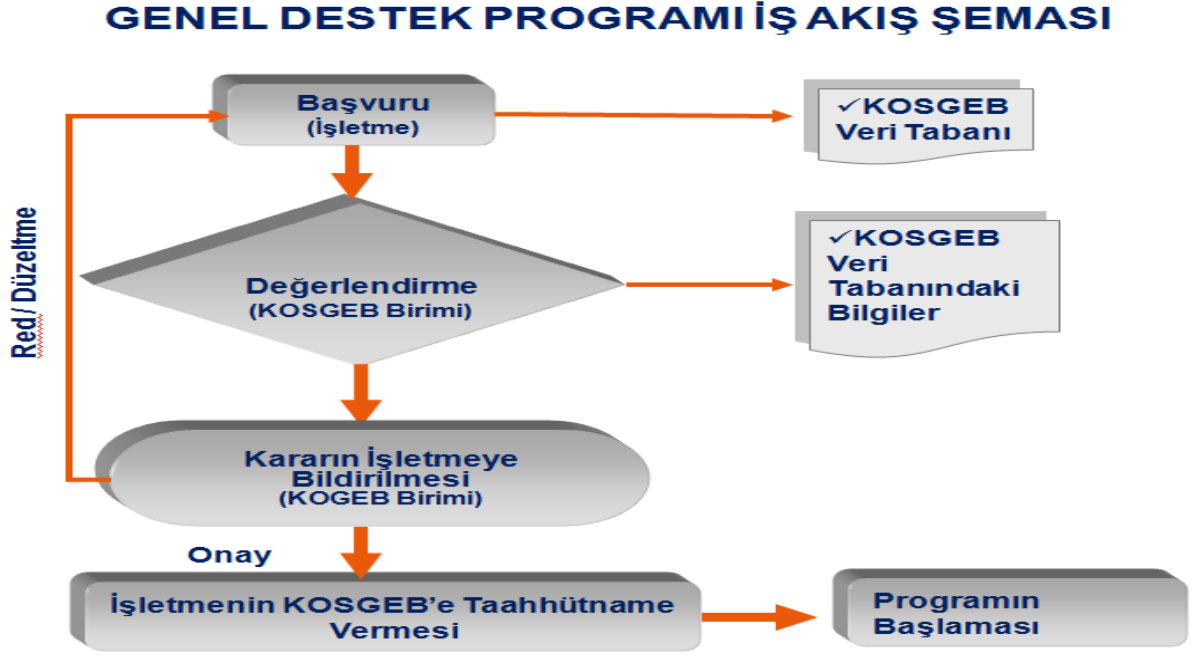 GENEL DESTEK PROGRAMI İŞ AKIŞ ŞEMASI
Başvuru
(İşletme)
✓KOSGEB
Veri Tabanı
Değerlendirme
(KOSGEB Birimi)
✓KOSGEB
Veri
Tabanındaki
Bilgiler
Red / Düzeltme
Kararın İşletmeye
Bildirilmesi
(KOGEB Birimi)
Onay
İşletmenin KOSGEB’e Taahhütname
Vermesi
Programın
Başlaması